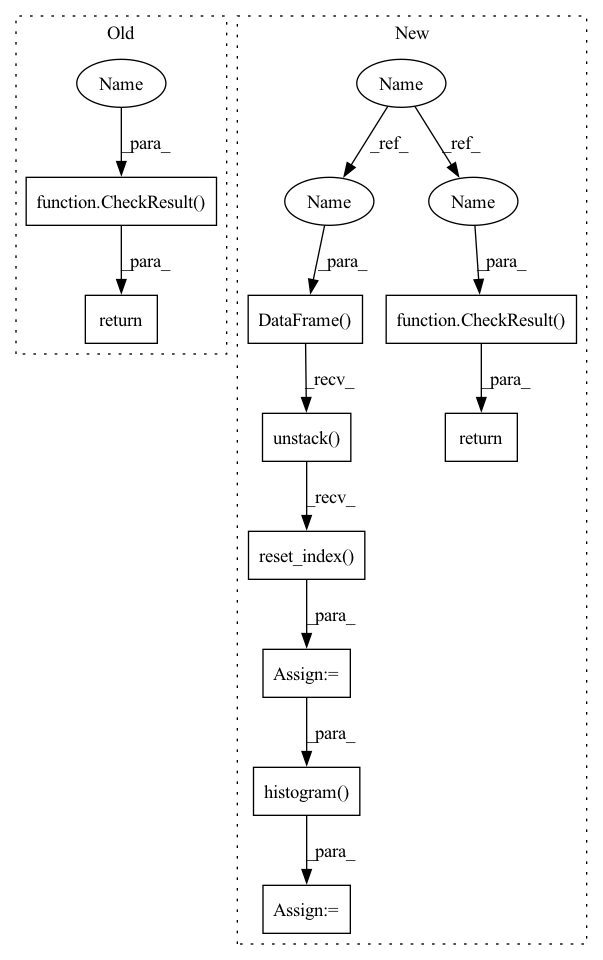 Old
New
Name
Name
_para_
_ref_
_ref_
function.CheckResult()
Name
Name
_para_
_para_
_para_
return
DataFrame()
function.CheckResult()
_recv_
_para_
unstack()
return
_recv_
reset_index()
_para_
Assign:=
_para_
histogram()
_para_
Assign:=